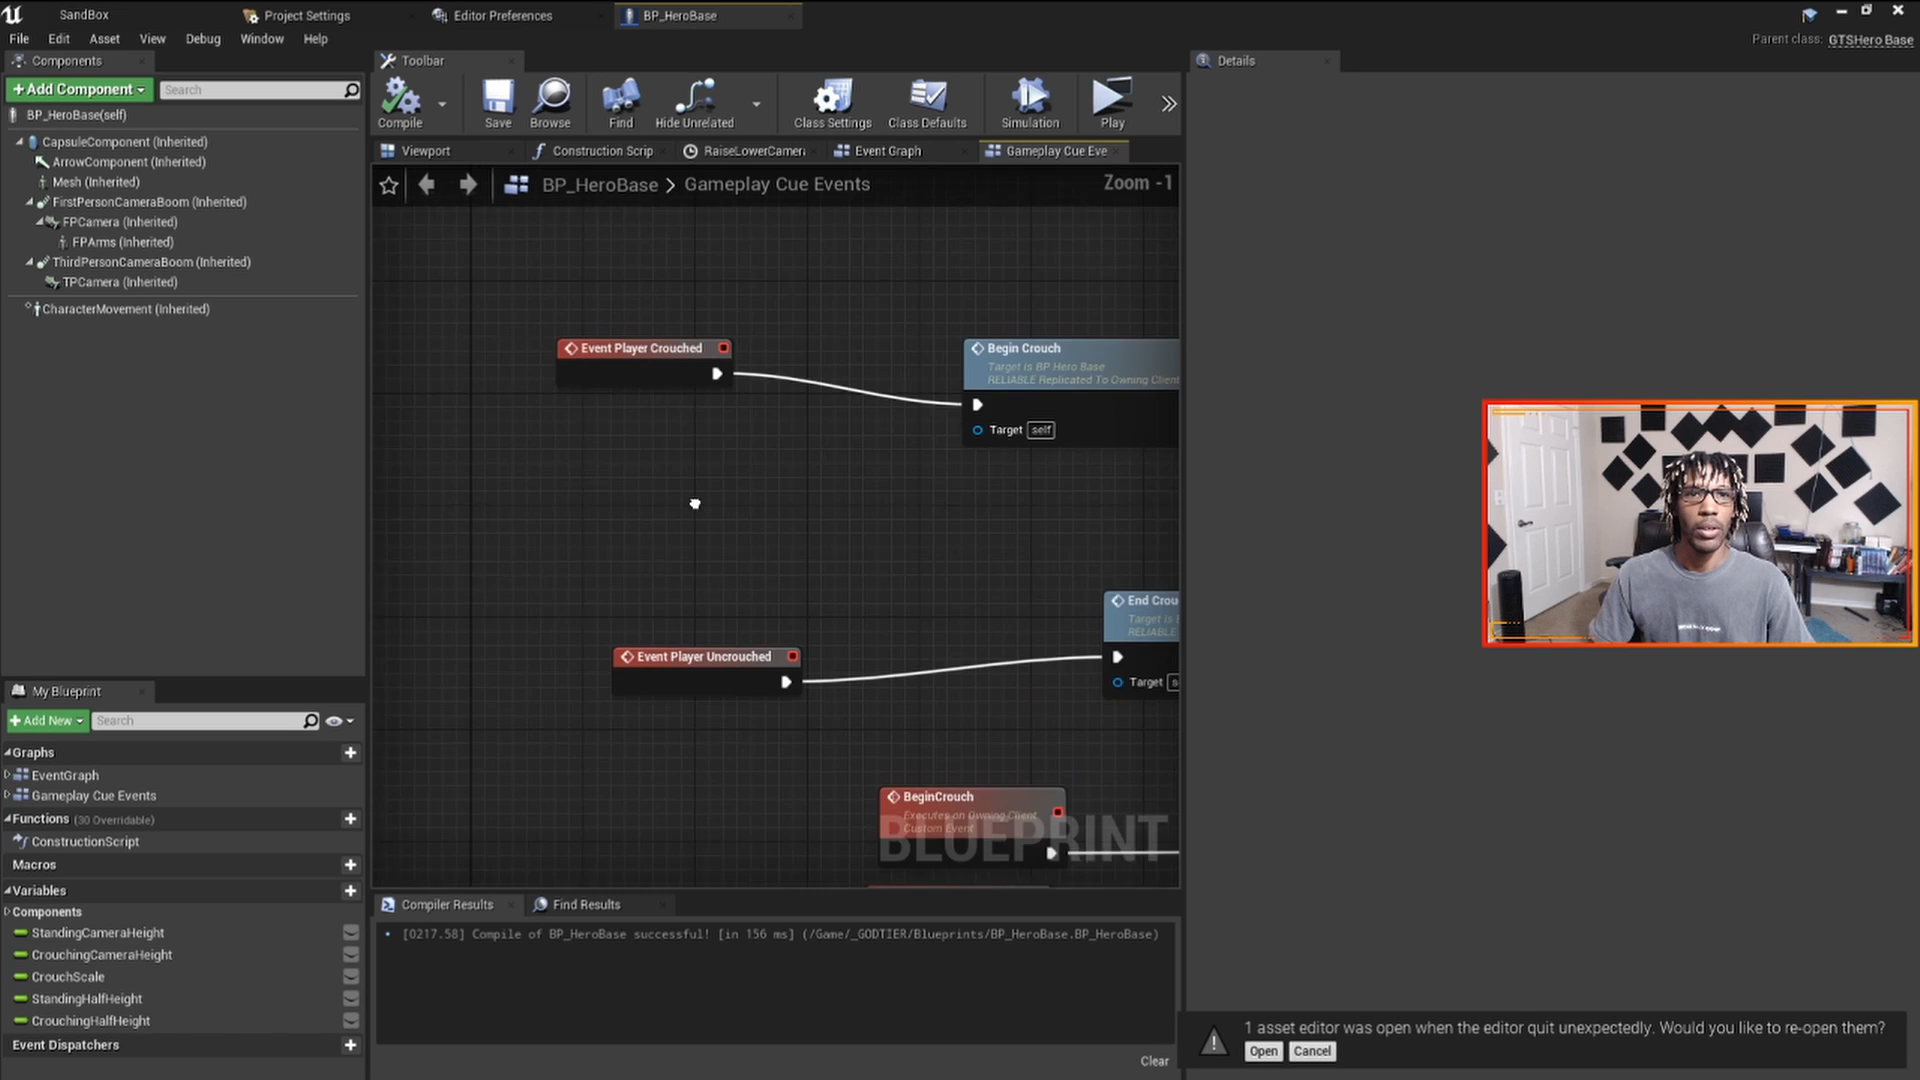 SandBox
Project Settings
Editor Preferences
BP_HeroBase
File Edit Asset View Debug Window Help
Parent class: GTSHero Base
Components
+Add Component
Search
BP_HeroBase(self)
CapsuleComponent (Inherited)
ArrowComponent (Inherited)
Mesh (Inherited)
FirstPersonCameraBoom (Inherited)
FPCamera (Inherited)
FPArms (Inherited)
ThirdPersonCameraBoom (Inherited)
TPCamera (Inherited)
CharacterMovement (Inherited)
My Blueprint
+Add New
Search
Graphs
EventGraph
Gameplay Cue Events
Functions (30 Overridable)
ConstructionScript
Macros
Variables
Components
StandingCameraHeight
CrouchingCameraHeight
CrouchScale
StandingHalfHeight
CrouchingHalfHeight
Event Dispatchers
Toolbar
Compile
Save
Browse
Find
Hide Unrelated
Class Settings
Class Defaults
Simulation
Play
Viewport
Construction Scrip
RaiseLowerCamera
Event Graph
Gameplay Cue Eve
BP_HeroBase > Gameplay Cue Events
Zoom -1
Event Player Crouched
Begin Crouch
Target is BP Hero Base
RELIABLE Replicated To Owning Client
Target self
Event Player Uncrouched
End Crou
Target is
RELIABLE
Target s
BeginCrouch
Executes on Owning Client
Custom Event
BLUEPRINT
Compiler Results
Find Results
[0217.58] Compile of BP_HeroBase successful! [in 156 ms] (/Game/_GODTIER/Blueprints/BP_HeroBase.BP_HeroBase)
Clear
Details
1 asset editor was open when the editor quit unexpectedly. Would you like to re-open them?
Open
Cancel